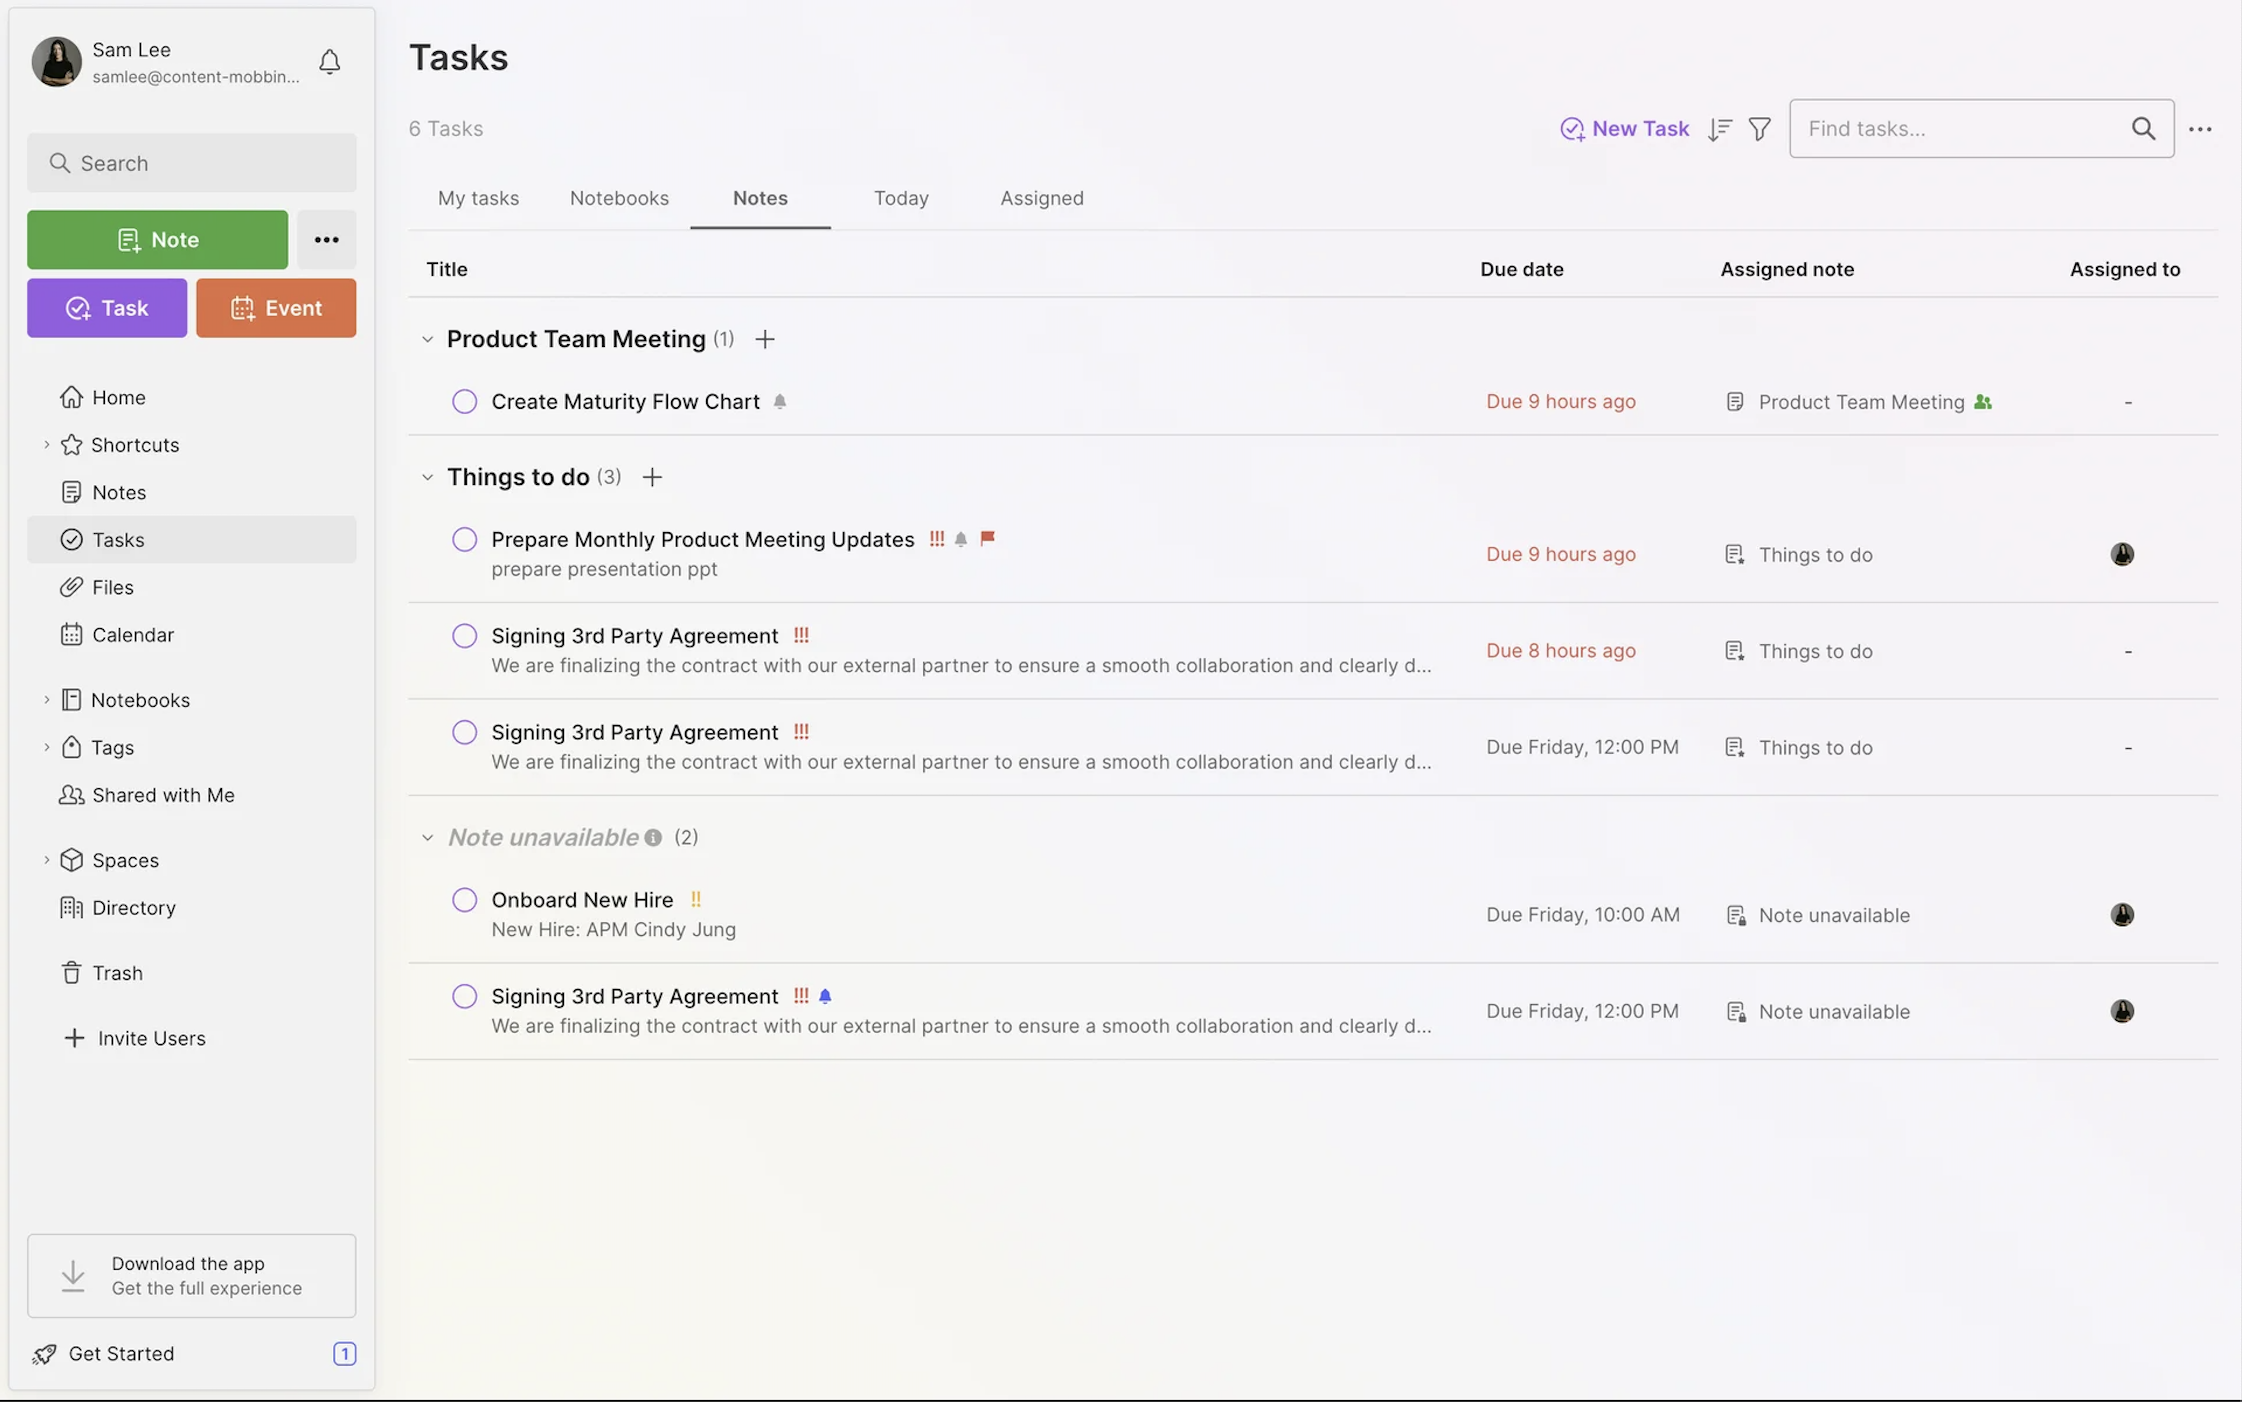 Sam Lee
samlee@content-mobbin...
Search
Note
Task
Event
Home
Shortcuts
Notes
Tasks
Files
Calendar
Notebooks
Tags
Shared with Me
Spaces
Directory
Trash
Invite Users
Download the app
Get the full experience
Get Started
1
Tasks
6 Tasks
New Task
Find tasks...
My tasks Notebooks Notes Today Assigned
Title Due date Assigned note Assigned to
Product Team Meeting (1)
Create Maturity Flow Chart Due 9 hours ago Product Team Meeting -
Things to do (3)
Prepare Monthly Product Meeting Updates !!!
prepare presentation ppt
Due 9 hours ago Things to do
Signing 3rd Party Agreement !!!
We are finalizing the contract with our external partner to ensure a smooth collaboration and clearly d...
Due 8 hours ago Things to do -
Signing 3rd Party Agreement !!!
We are finalizing the contract with our external partner to ensure a smooth collaboration and clearly d...
Due Friday, 12:00 PM Things to do -
Note unavailable (2)
Onboard New Hire !!
New Hire: APM Cindy Jung
Due Friday, 10:00 AM Note unavailable
Signing 3rd Party Agreement !!!
We are finalizing the contract with our external partner to ensure a smooth collaboration and clearly d...
Due Friday, 12:00 PM Note unavailable